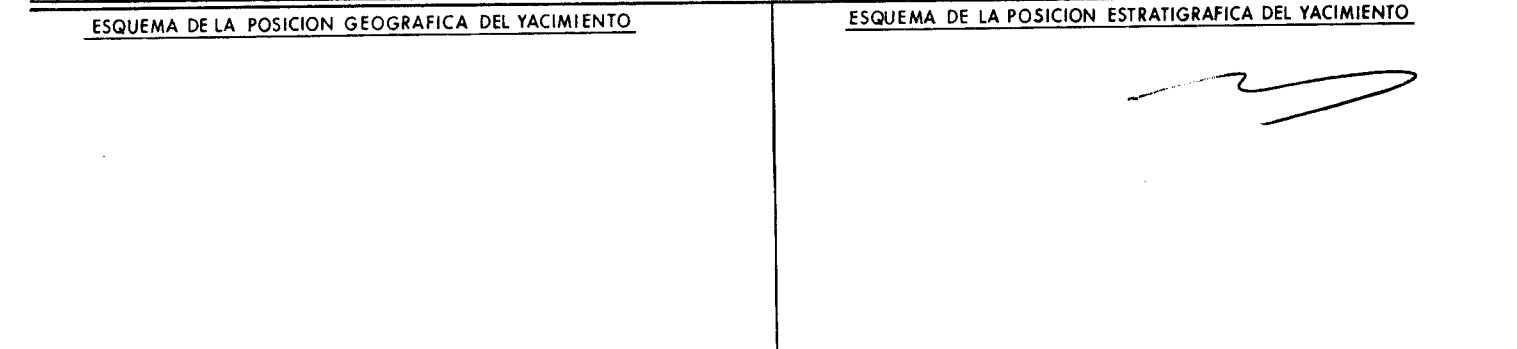 ESQUEMA DE LA POSICION GEOGRAFICA DEL YACIMIENTO
ESQUEMA DE LA POSICION ESTRATIGRAFICA DEL YACIMIENTO